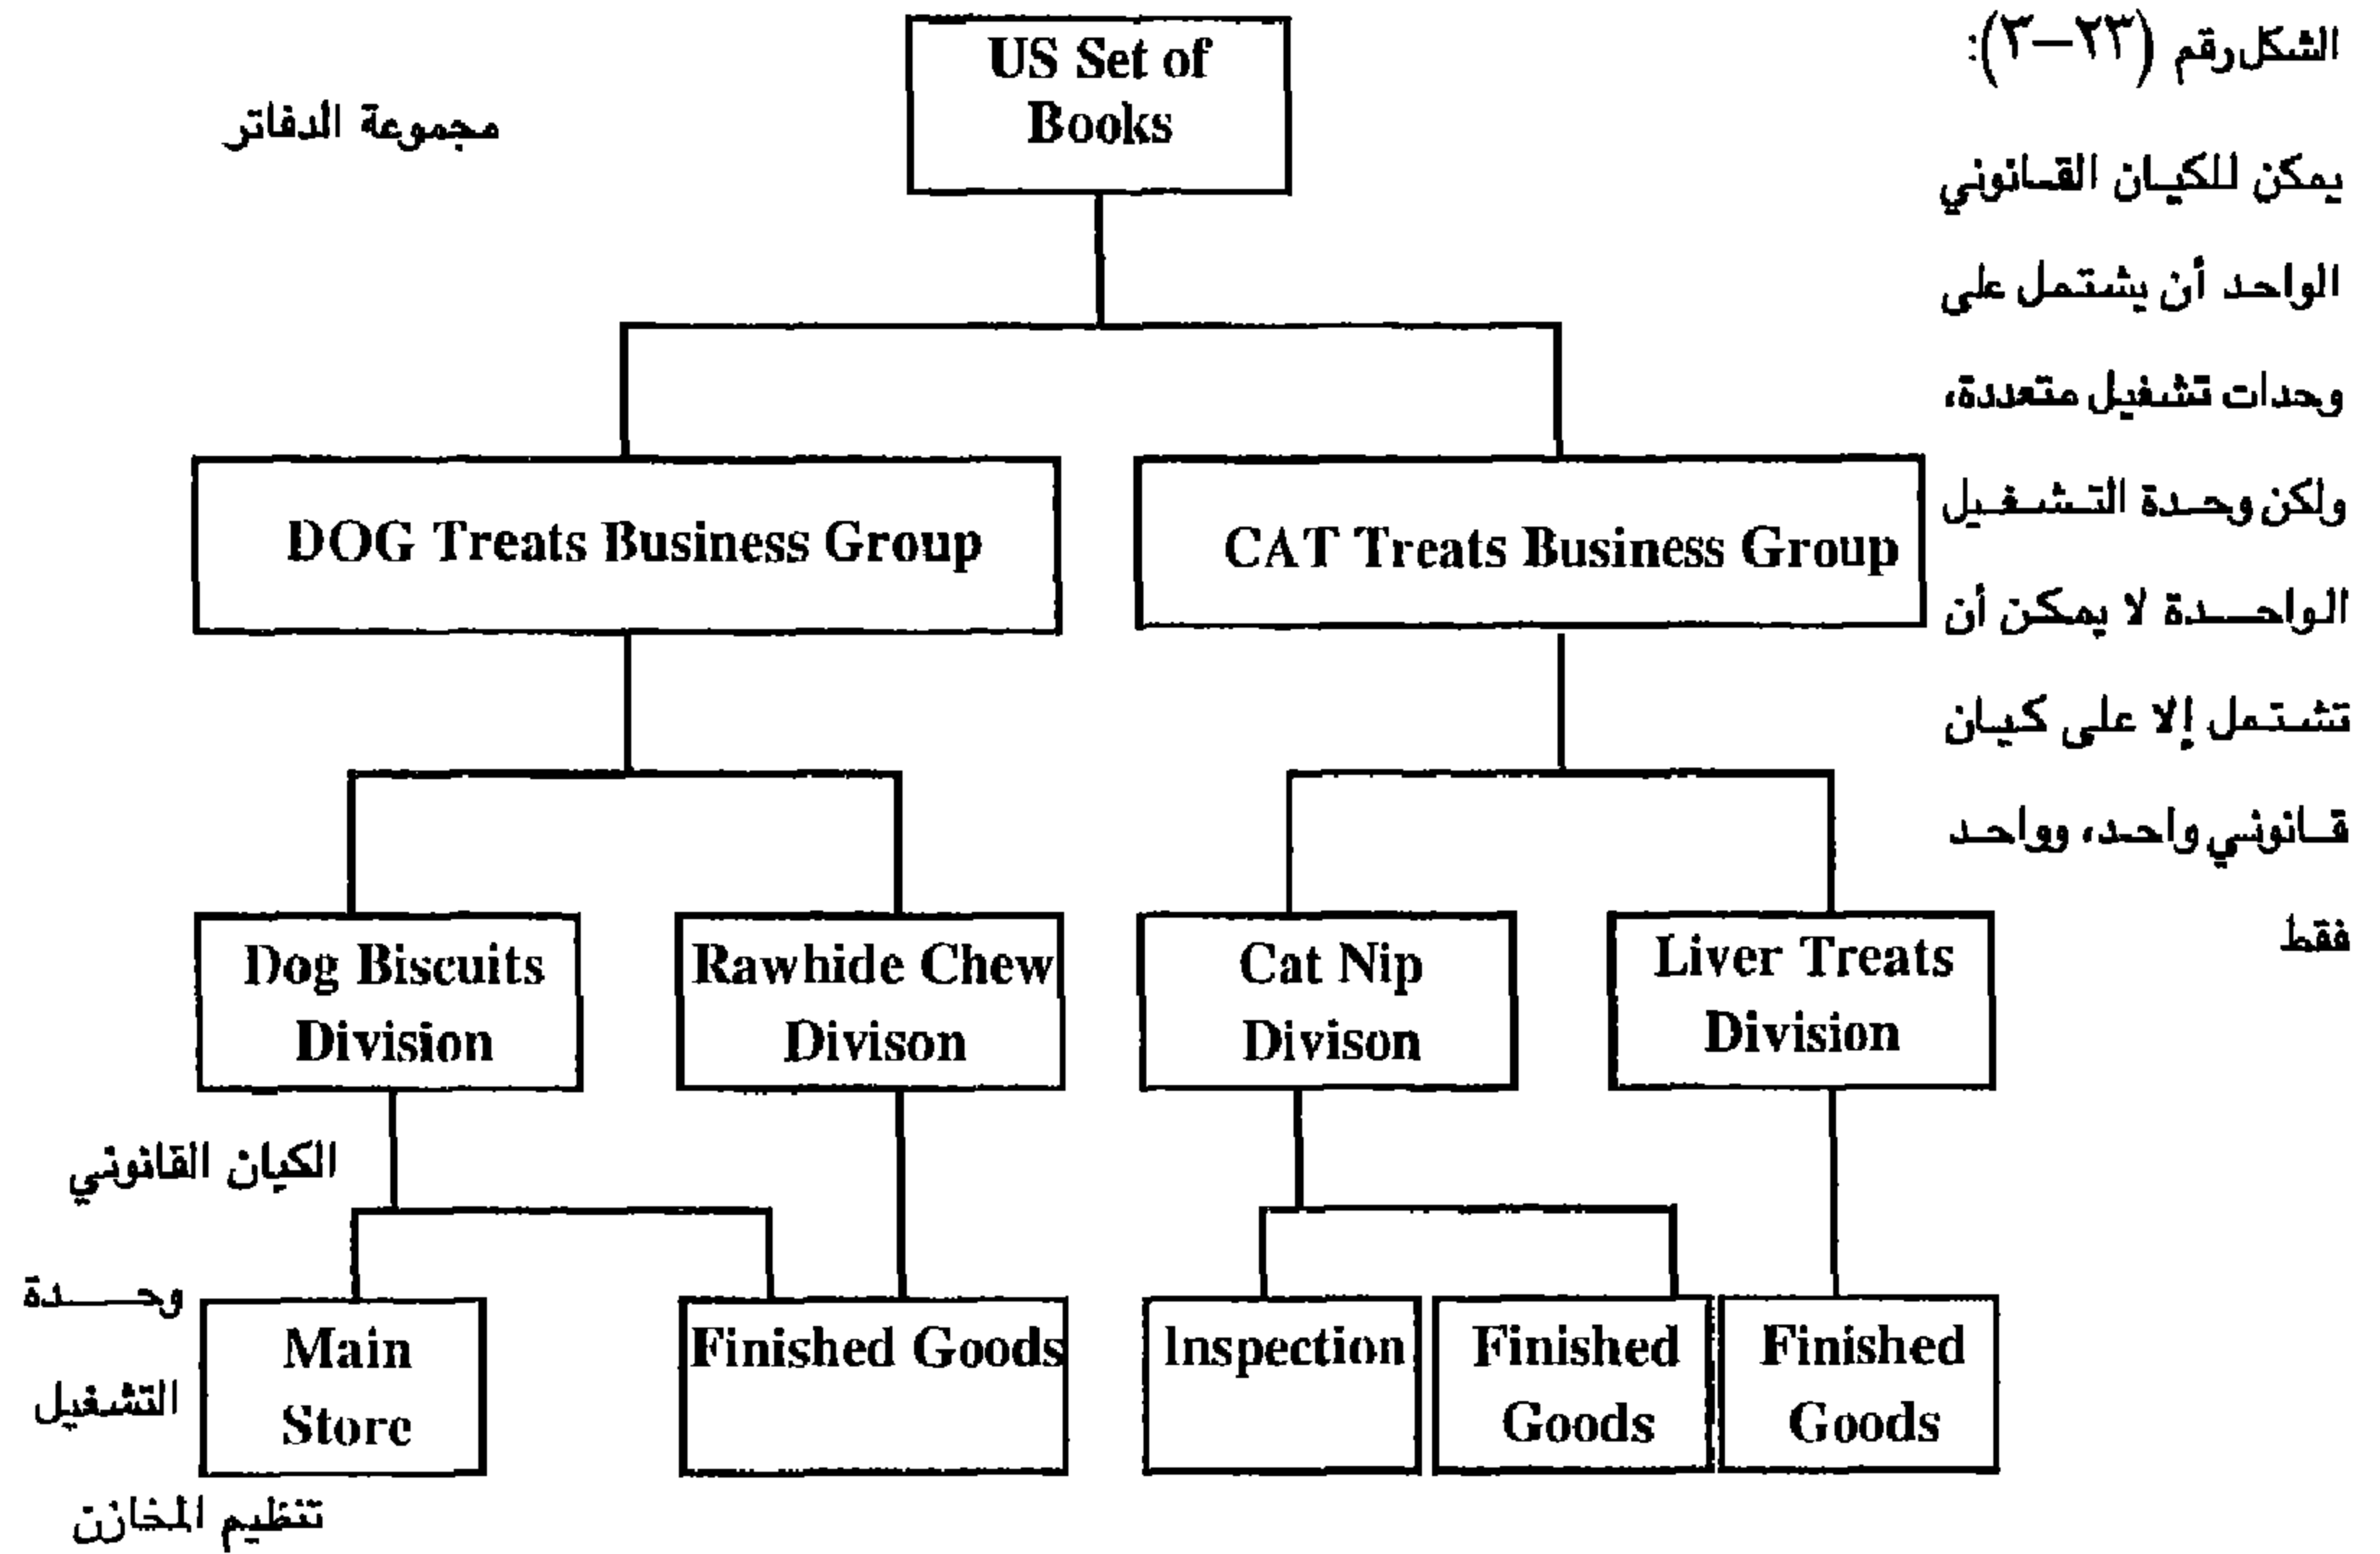 الشكل رقم (٢٣–٣):
يمكن للكيان القانوني
الواحد أن يشتمل على
وحدات تشغيل متعددة،
ولكن وحدة التشغيل
الواحدة لا يمكن أن
تشتمل إلا على كيان
قانوني واحد، وواحد
فقط
مجموعة الدفاتر
US Set of
Books
DOG Treats Business Group
CAT Treats Business Group
Dog Biscuits
Division
Rawhide Chew
Divison
Cat Nip
Divison
Liver Treats
Division
الكيان القانوني
وحدة
التشغيل
تنظيم المخازن
Main
Store
Finished Goods
Inspection
Finished
Goods
Finished
Goods